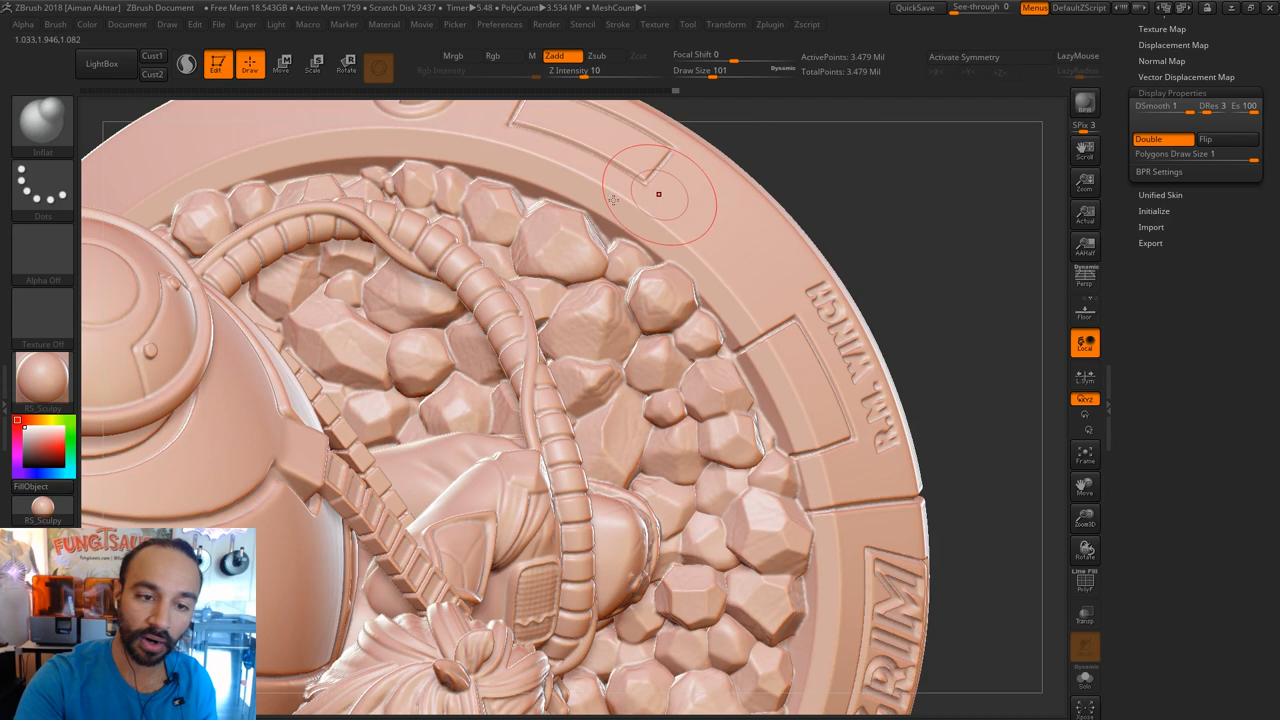 ZBrush 2018 [Aiman Akhtar] ZBrush Document • Free Mem 18.543GB • Active Mem 1759 • Scratch Disk 2437 • Timer▶5.48 • PolyCount▶3.534 MP • MeshCount▶1
QuickSave See-through 0 Menus DefaultZScript
Alpha Brush Color Document Draw Edit File Layer Light Macro Marker Material Movie Picker Preferences Render Stencil Stroke Texture Tool Transform Zplugin Zscript
1.033,1.946,1.082
LightBox
Cust1
Cust2
Edit
Draw
Move
Scale
Rotate
Mrgb Rgb M Zadd Zsub Zcut
Rgb Intensity Z Intensity 10
Focal Shift 0
Draw Size 101 Dynamic
ActivePoints: 3.479 Mil
TotalPoints: 3.479 Mil
Activate Symmetry
>X< >Y< >Z<
LazyMouse
LazyRadius
Inflat
Dots
Alpha Off
Texture Off
RS_Sculpy
FillObject
RS_Sculpy
R.M. WINCH
BPR
SPix 3
Scroll
Zoom
Actual
AAHalf
Dynamic
Persp
Floor
Local
L.Sym
XYZ
Frame
Move
Zoom3D
Rotate
Line Fill
PolyF
Transp
Dynamic
Solo
Xpose
Texture Map
Displacement Map
Normal Map
Vector Displacement Map
Display Properties
DSmooth 1 DRes 3 Es 100
Double Flip
Polygons Draw Size 1
BPR Settings
Unified Skin
Initialize
Import
Export